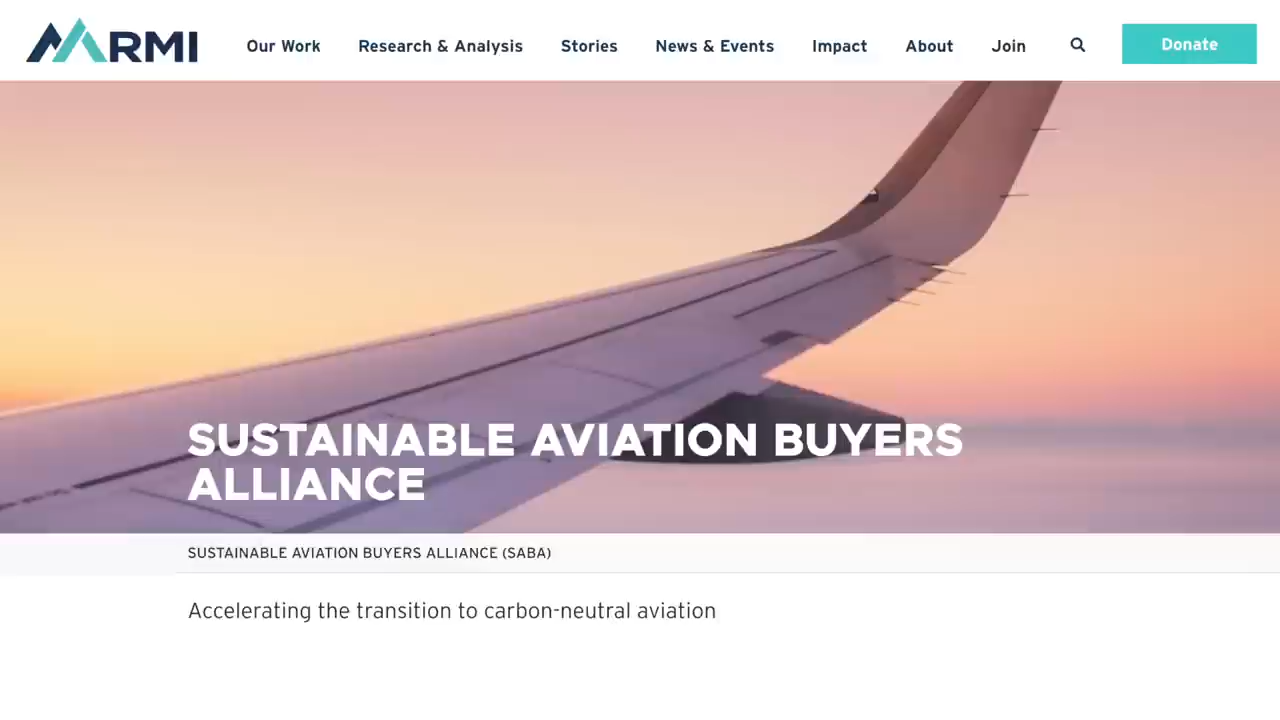 RMI
Our Work
Research & Analysis
Stories
News & Events
Impact
About
Join
Donate
SUSTAINABLE AVIATION BUYERS
ALLIANCE
SUSTAINABLE AVIATION BUYERS ALLIANCE (SABA)
Accelerating the transition to carbon-neutral aviation